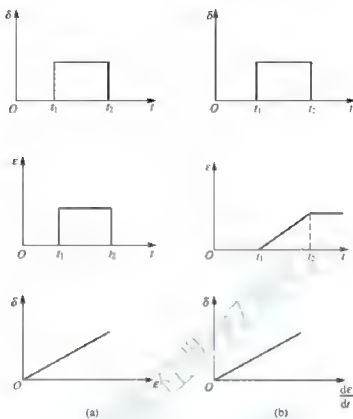 δ δ
O t₁ t₂ t O t₁ t₂ t
ε ε
O t₁ t₂ t O t₁ t₂ t
δ δ
O ε O dε/dt
(a) (b)